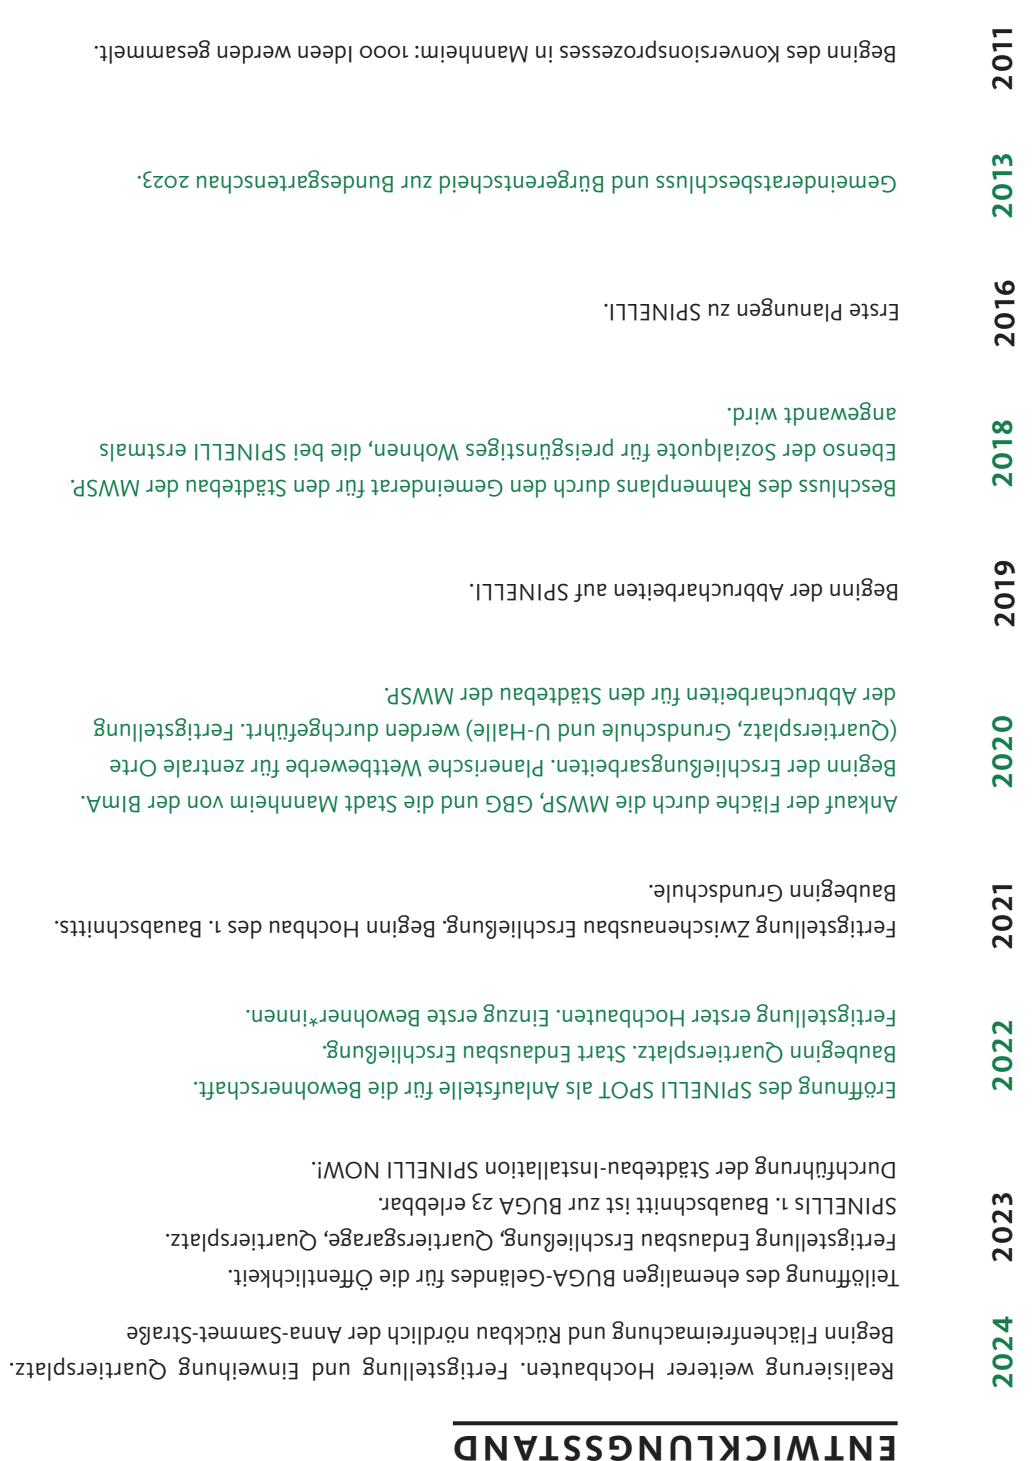 ENTWICKLUNGSSTAND
2024
Realisierung weiterer Hochbauten. Fertigstellung und Einweihung Quartiersplatz.
Beginn Flächenfreimachung und Rückbau nördlich der Anna-Sammet-Straße
2023
Teilöffnung des ehemaligen BUGA-Geländes für die Öffentlichkeit.
Fertigstellung Endausbau Erschließung, Quartiersgarage, Quartiersplatz.
SPINELLIs 1. Bauabschnitt ist zur BUGA 23 erlebbar.
Durchführung der Städtebau-Installation SPINELLI NOW!.
2022
Eröffnung des SPINELLI SPOT als Anlaufstelle für die Bewohnerschaft.
Baubeginn Quartiersplatz. Start Endausbau Erschließung.
Fertigstellung erster Hochbauten. Einzug erste Bewohner*innen.
2021
Fertigstellung Zwischenausbau Erschließung. Beginn Hochbau des 1. Bauabschnitts.
Baubeginn Grundschule.
2020
Ankauf der Fläche durch die MWSP, GBG und die Stadt Mannheim von der BImA.
Beginn der Erschließungsarbeiten. Planerische Wettbewerbe für zentrale Orte
(Quartiersplatz, Grundschule und U-Halle) werden durchgeführt. Fertigstellung
der Abbrucharbeiten für den Städtebau der MWSP.
2019
Beginn der Abbrucharbeiten auf SPINELLI.
2018
Beschluss des Rahmenplans durch den Gemeinderat für den Städtebau der MWSP.
Ebenso der Sozialquote für preisgünstiges Wohnen, die bei SPINELLI erstmals
angewandt wird.
2016
Erste Planungen zu SPINELLI.
2013
Gemeinderatsbeschluss und Bürgerentscheid zur Bundesgartenschau 2023.
2011
Beginn des Konversionsprozesses in Mannheim: 1000 Ideen werden gesammelt.